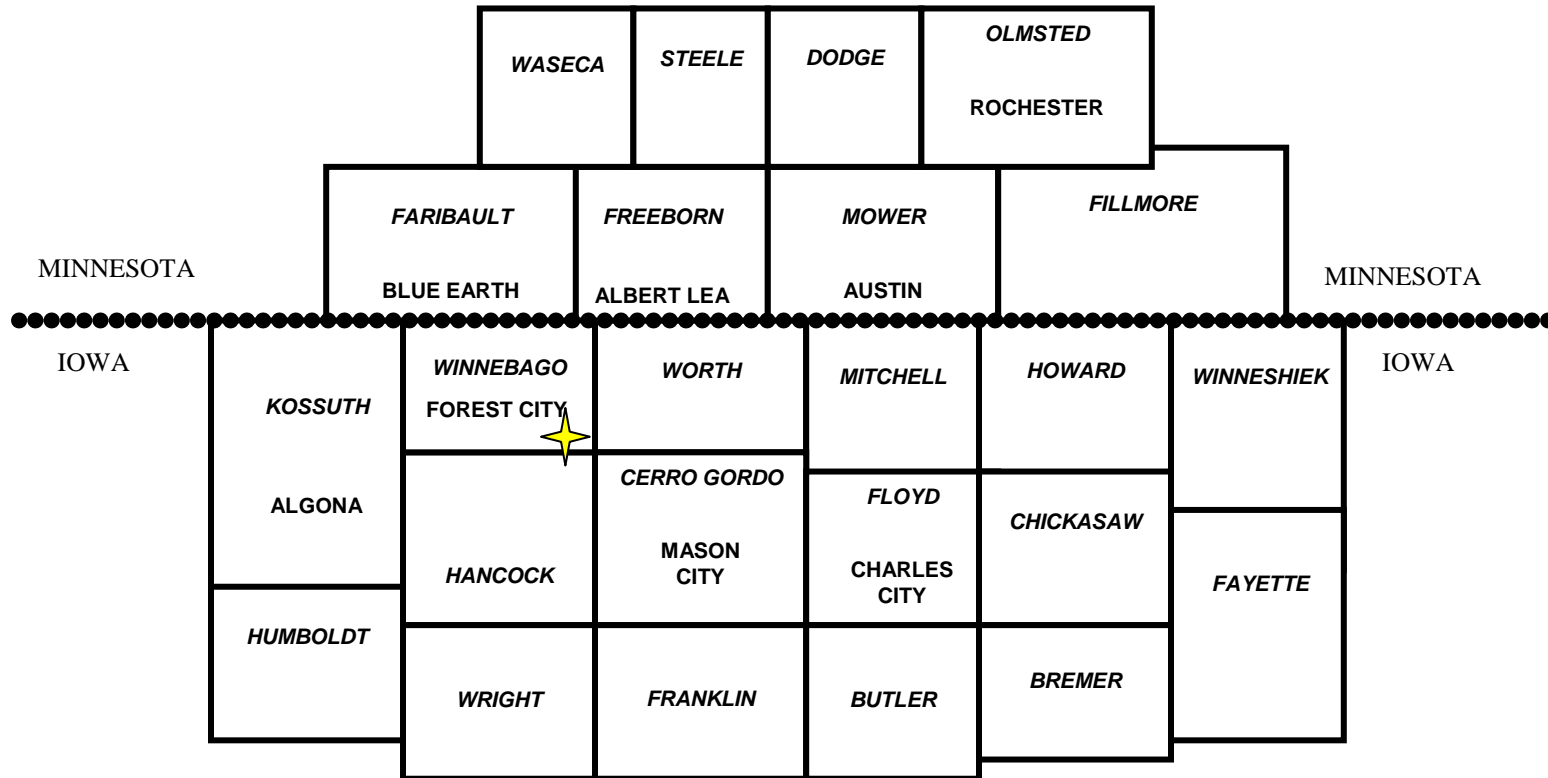 OLMSTED
WASECA
STEELE
DODGE
ROCHESTER
FARIBAULT
FREEBORN
MOWER
FILLMORE
MINNESOTA
MINNESOTA
BLUE EARTH
ALBERT LEA
AUSTIN
IOWA
IOWA
WINNEBAGO
WORTH
MITCHELL
HOWARD
WINNESHIEK
KOSSUTH
FOREST CITY
CERRO GORDO
ALGONA
FLOYD
CHICKASAW
HANCOCK
MASON
CITY
CHARLES
CITY
FAYETTE
HUMBOLDT
WRIGHT
FRANKLIN
BUTLER
BREMER